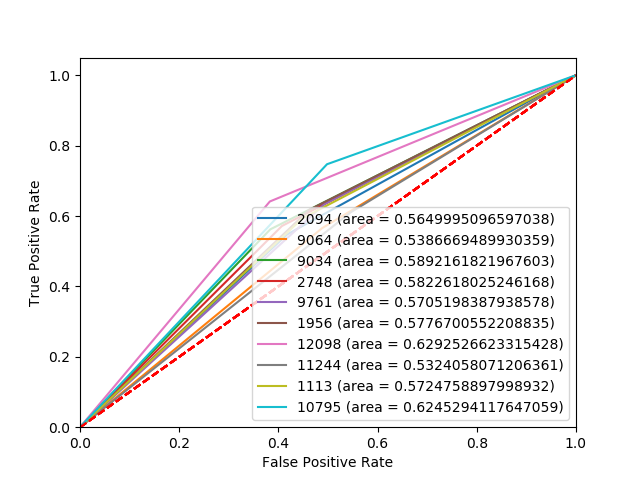 1.0
0.8
0.6
0.4
0.2
0.0
True Positive Rate
2094 (area = 0.5649995096597038)
9064 (area = 0.5386669489930359)
9034 (area = 0.5892161821967603)
2748 (area = 0.5822618025246168)
9761 (area = 0.5705198387938578)
1956 (area = 0.5776700552208835)
12098 (area = 0.6292526623315428)
11244 (area = 0.5324058071206361)
1113 (area = 0.5724758897998932)
10795 (area = 0.6245294117647059)
0.0 0.2 0.4 0.6 0.8 1.0
False Positive Rate